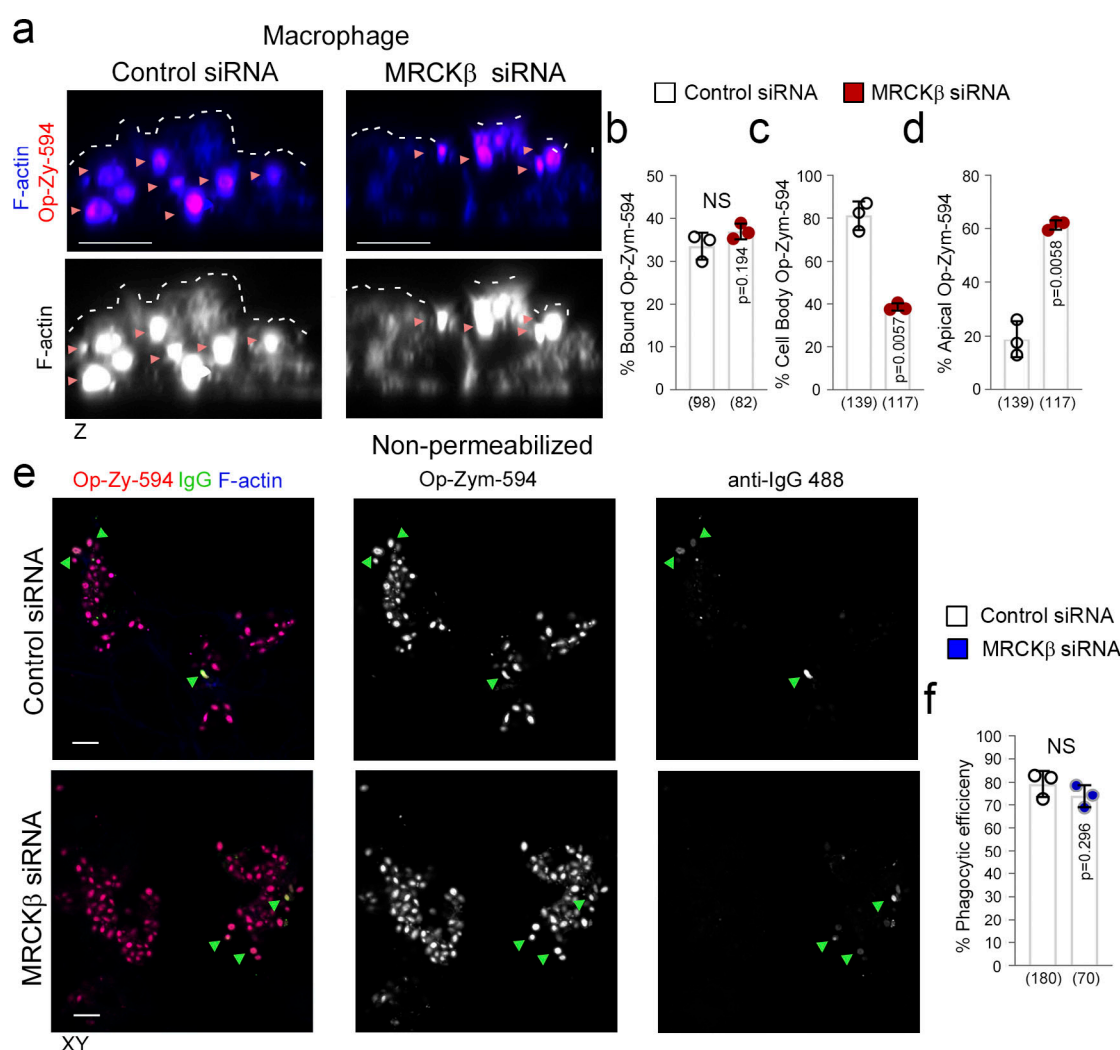 a
Macrophage
Control siRNA
MRCKβ siRNA
F-actin
Op-Zy-594
F-actin
Z
Control siRNA
MRCKβ siRNA
b
% Bound Op-Zym-594
50
40
30
20
10
0
NS
p=0.194
(98) (82)
c
% Cell Body Op-Zym-594
100
80
60
40
20
0
p=0.0057
(139) (117)
d
% Apical Op-Zym-594
80
60
40
20
0
p=0.0058
(139) (117)
Non-permeabilized
e
Op-Zy-594 IgG F-actin
Op-Zym-594
anti-IgG 488
Control siRNA
MRCKβ siRNA
XY
Control siRNA
MRCKβ siRNA
f
% Phagocytic efficiceny
100
90
80
70
60
50
40
30
20
10
0
NS
p=0.296
(180) (70)